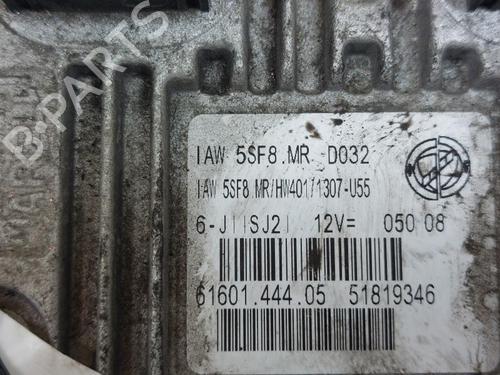 WARNING
IAW 5SF8.MR D032
IAW 5SF8.MR/HW401/1307-U55
6-J||SJ2| 12V= 050 08
61601.444.05 51819346